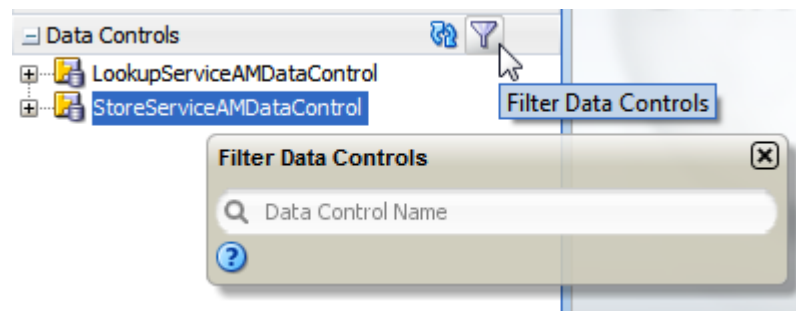 Data Controls
LookupServiceAMDataControl
StoreServiceAMDataControl
Filter Data Controls
Filter Data Controls
Data Control Name
?